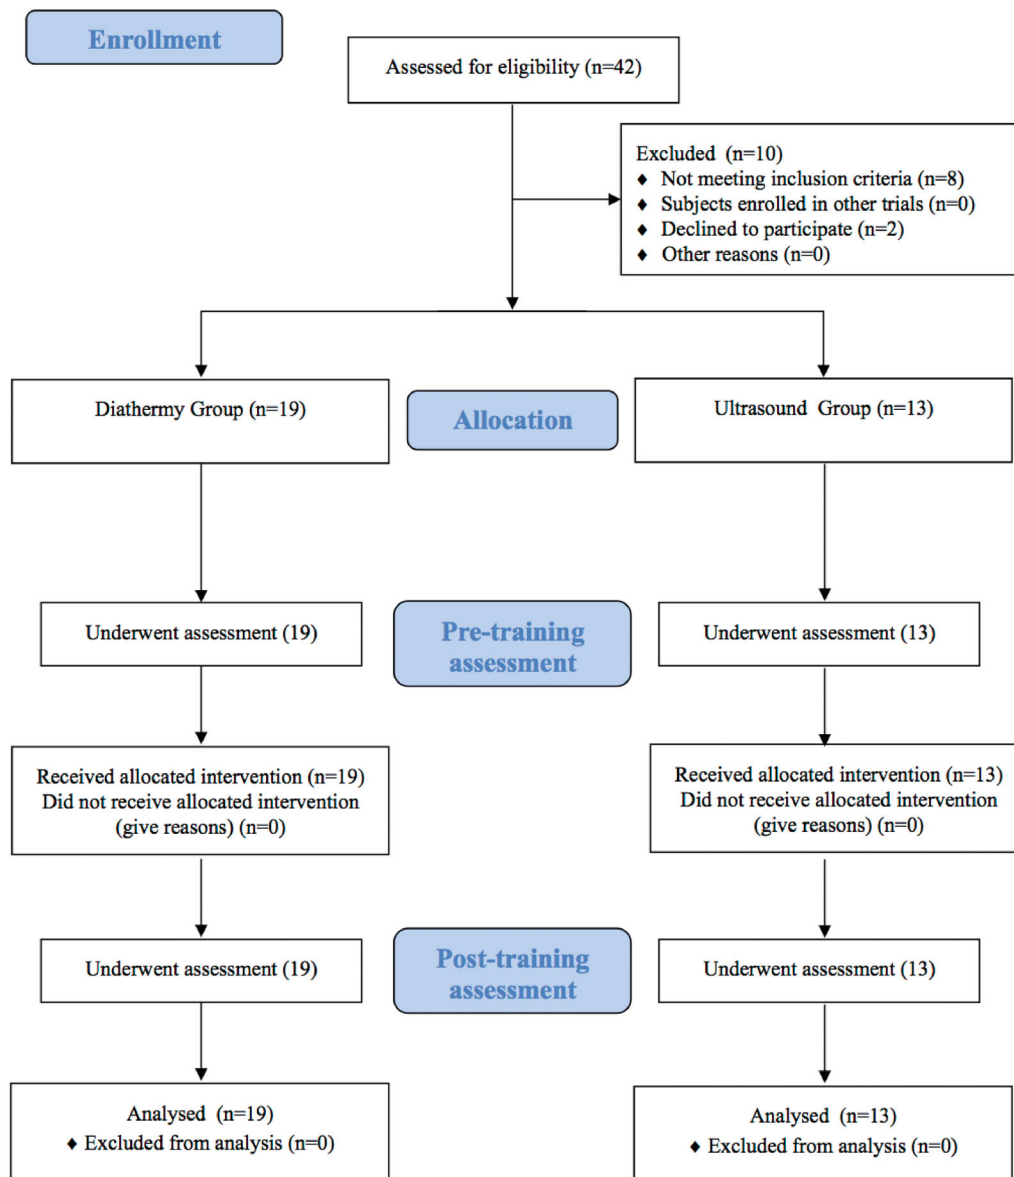 Enrollment
Assessed for eligibility (n=42)
Excluded (n=10)
♦ Not meeting inclusion criteria (n=8)
♦ Subjects enrolled in other trials (n=0)
♦ Declined to participate (n=2)
♦ Other reasons (n=0)
Diathermy Group (n=19)
Allocation
Ultrasound Group (n=13)
Underwent assessment (19)
Pre-training
assessment
Underwent assessment (13)
Received allocated intervention (n=19)
Did not receive allocated intervention
(give reasons) (n=0)
Received allocated intervention (n=13)
Did not receive allocated intervention
(give reasons) (n=0)
Underwent assessment (19)
Post-training
assessment
Underwent assessment (13)
Analysed (n=19)
♦ Excluded from analysis (n=0)
Analysed (n=13)
♦ Excluded from analysis (n=0)